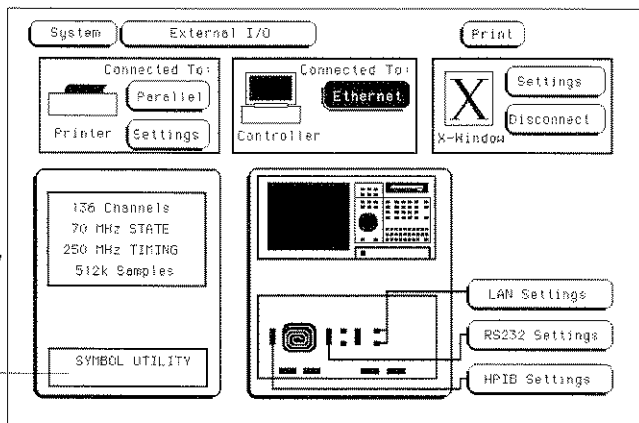 System External I/O Print
Connected To:
Parallel
Printer Settings
Connected To:
Ethernet
Controller
X
X-Window
Settings
Disconnect
136 Channels
70 MHz STATE
250 MHz TIMING
512k Samples
SYMBOL UTILITY
LAN Settings
RS232 Settings
HPIB Settings